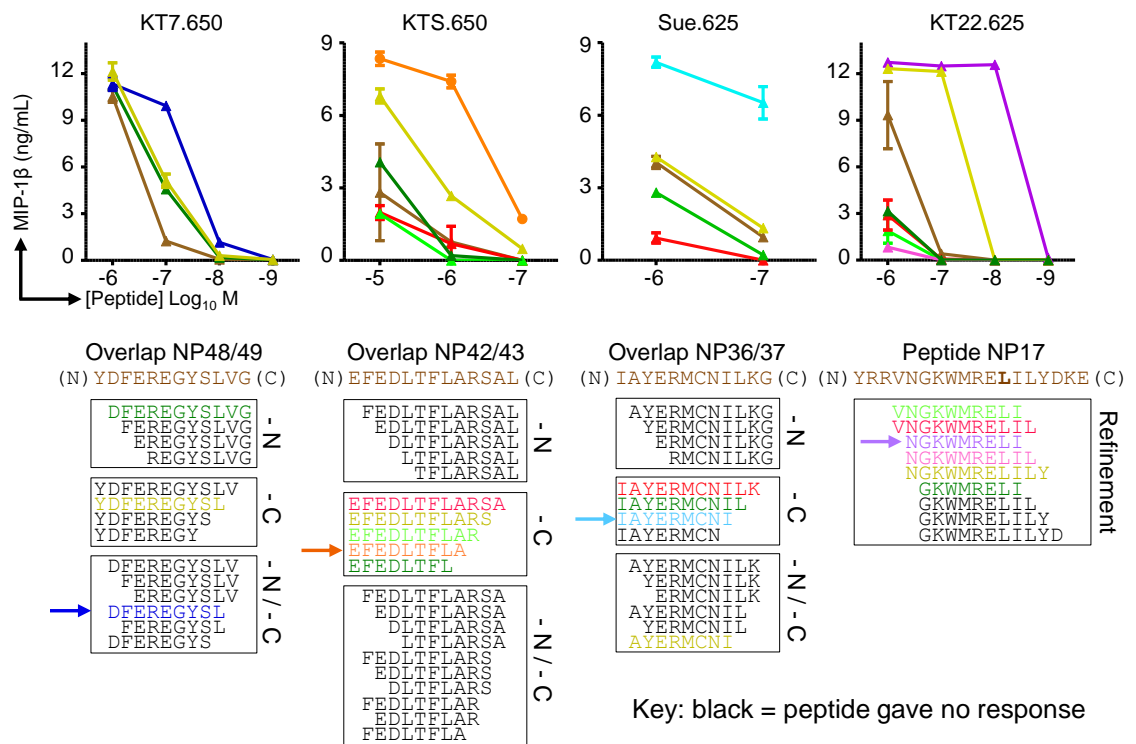 KT7.650 KTS.650 Sue.625 KT22.625
MIP-1β (ng/mL)
12
9
6
3
0
-6 -7 -8 -9
9
6
3
0
-5 -6 -7
9
6
3
0
-6 -7
12
9
6
3
0
-6 -7 -8 -9
[Peptide] Log10 M
Overlap NP48/49
(N)YDFEREGYSLVG(C)
DFEREGYSLVG
FEREGYSLVG
EREGYSLVG
REGYSLVG
- N
YDFEREGYSLV
YDFEREGYSL
YDFEREGYS
YDFEREGY
- C
DFEREGYSLV
FEREGYSLV
EREGYSLV
DFEREGYSL
FEREGYSL
DFEREGYS
- N / - C
Overlap NP42/43
(N)EFEDLTFLARSAL(C)
FEDLTFLARSAL
EDLTFLARSAL
DLTFLARSAL
LTFLARSAL
TFLARSAL
- N
EFEDLTFLARSA
EFEDLTFLARS
EFEDLTFLAR
EFEDLTFLA
EFEDLTFL
- C
FEDLTFLARSA
EDLTFLARSA
DLTFLARSA
LTFLARSA
FEDLTFLARS
EDLTFLARS
DLTFLARS
FEDLTFLAR
EDLFLAR
FEDLTFLA
- N / - C
Overlap NP36/37
(N)IAYERMCNILKG(C)
AYERMCNILKG
YERMCNILKG
ERMCNILKG
RMCNILKG
- N
IAYERMCNILK
IAYERMCNIL
IAYERMCNI
IAYERMCN
- C
AYERMCNILK
YERMCNILK
ERMCNILK
AYERMCNIL
YERMCNIL
AYERMCNI
- N / - C
Peptide NP17
(N)YRRVNGKWMRELILYDKE(C)
VNGKWMRELI
VNGKWMRELIL
NGKWMRELI
NGKWMRELIL
NGKWMRELILY
GKWMRELI
GKWMRELIL
GKWMRELILY
GKWMRELILYD
Refinement
Key: black = peptide gave no response